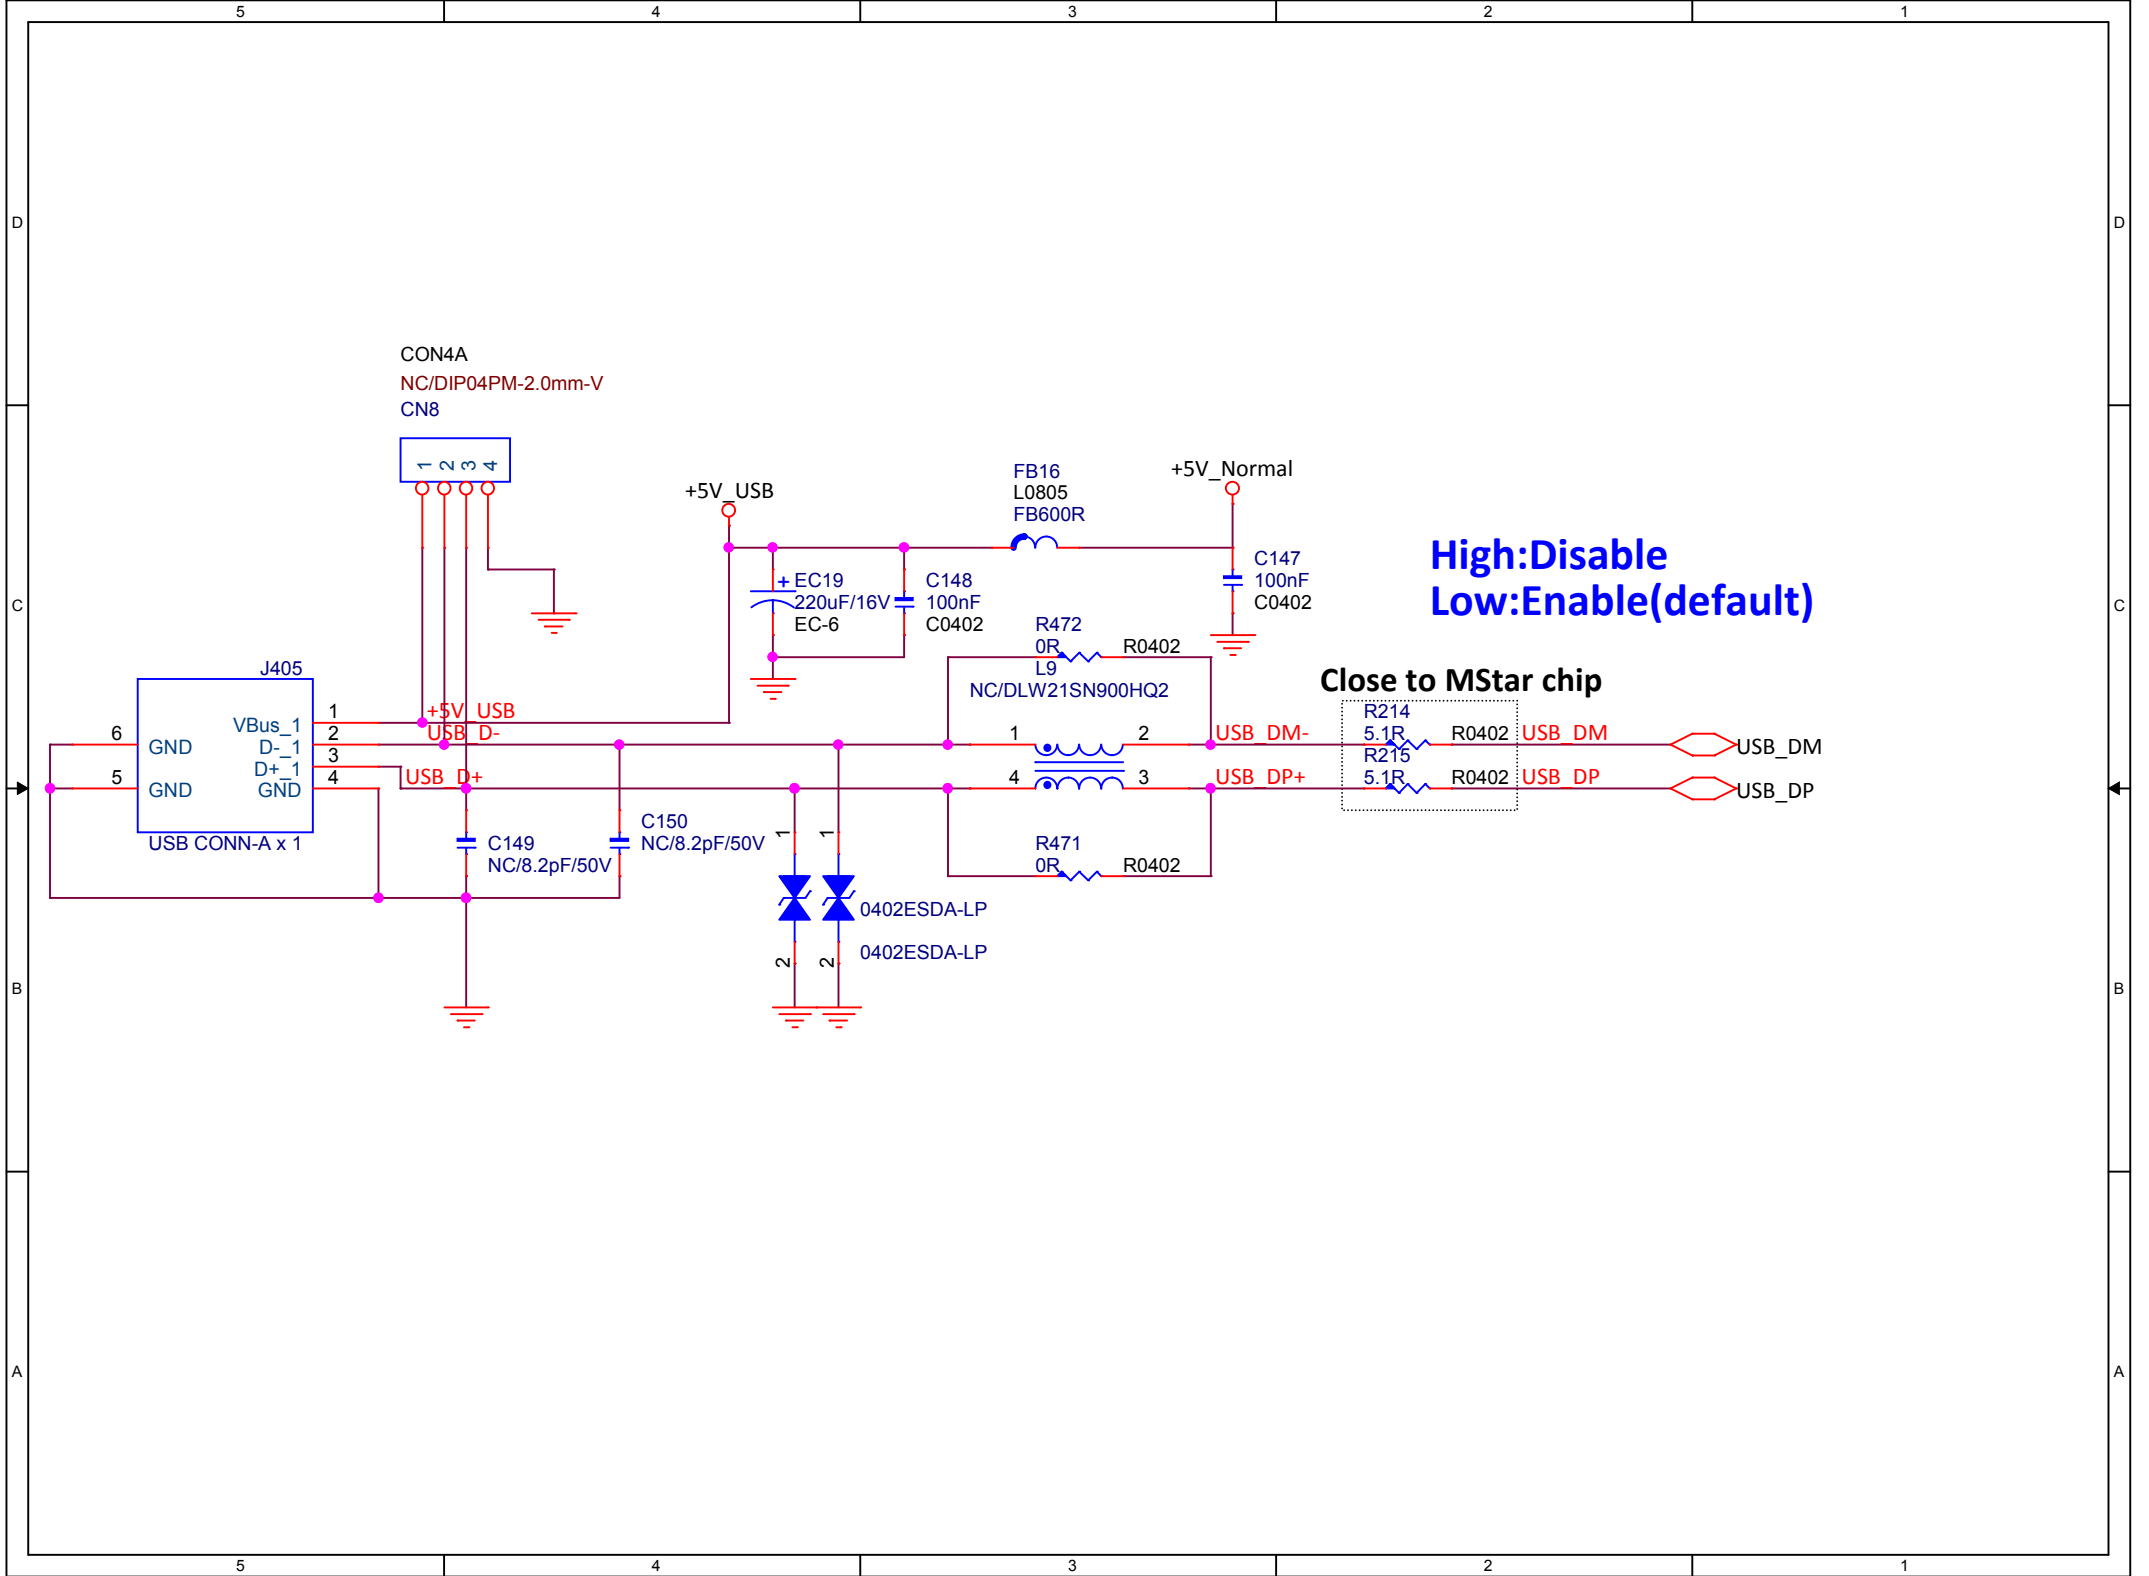 5 4 3 2 1
D D
CON4A
NC/DIP04PM-2.0mm-V
CN8
1 2 3 4
+5V_USB
FB16
L0805
FB600R
+5V_Normal
High:Disable
Low:Enable(default)
C C
+ EC19
220uF/16V
EC-6
C148
100nF
C0402
C147
100nF
C0402
R472
0R R0402
L9
NC/DLW21SN900HQ2
Close to MStar chip
J405
VBus_1 1 +5V_USB
6 GND D-_1 2 USB_D-
D+_1 3
5 GND GND 4 USB_D+
USB CONN-A x 1
1 2 USB_DM-
4 3 USB_DP+
R214
5.1R R0402 USB_DM USB_DM
R215
5.1R R0402 USB_DP USB_DP
C149
NC/8.2pF/50V
C150
NC/8.2pF/50V
1 1
R471
0R R0402
0402ESDA-LP
0402ESDA-LP
2 2
B B
A A
5 4 3 2 1